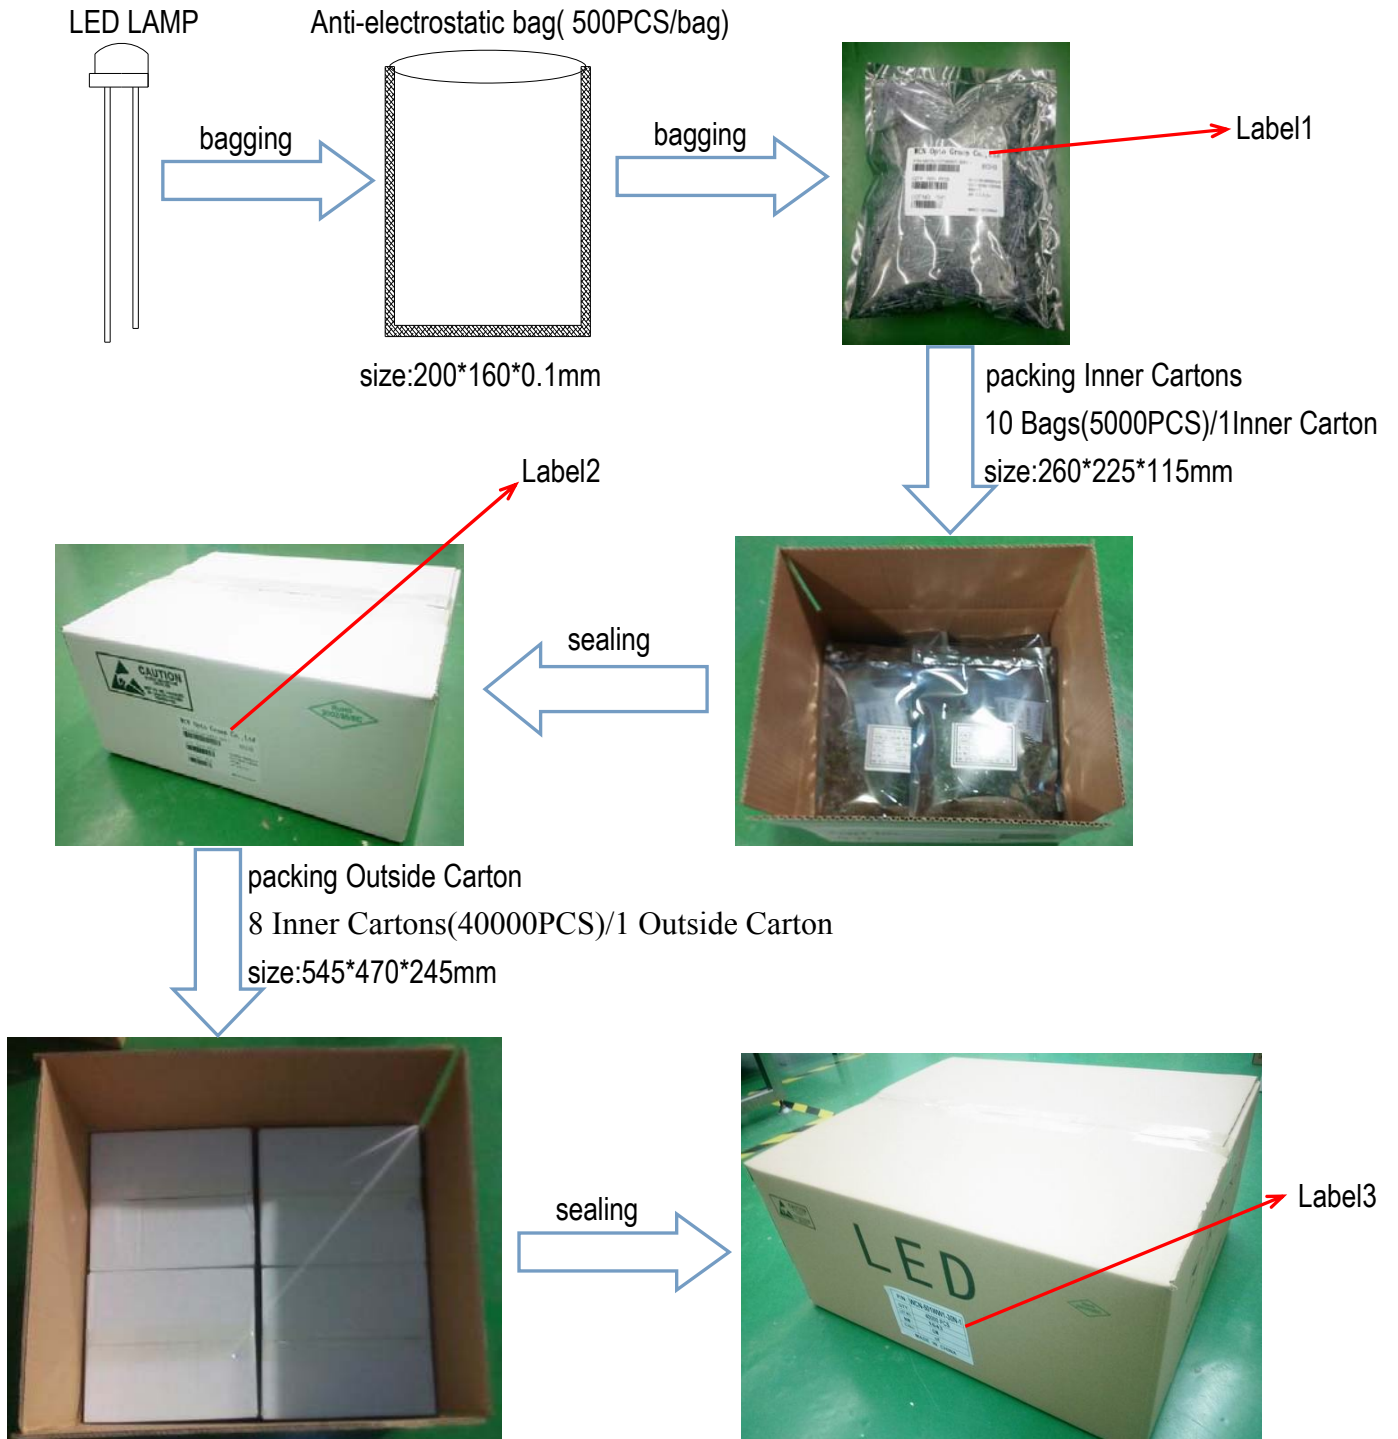 LED LAMP
Anti-electrostatic bag( 500PCS/bag)
bagging
bagging
Label1
size:200*160*0.1mm
packing Inner Cartons
10 Bags(5000PCS)/1Inner Carton
size:260*225*115mm
Label2
sealing
CAUTION
packing Outside Carton
8 Inner Cartons(40000PCS)/1 Outside Carton
size:545*470*245mm
sealing
Label3
LED